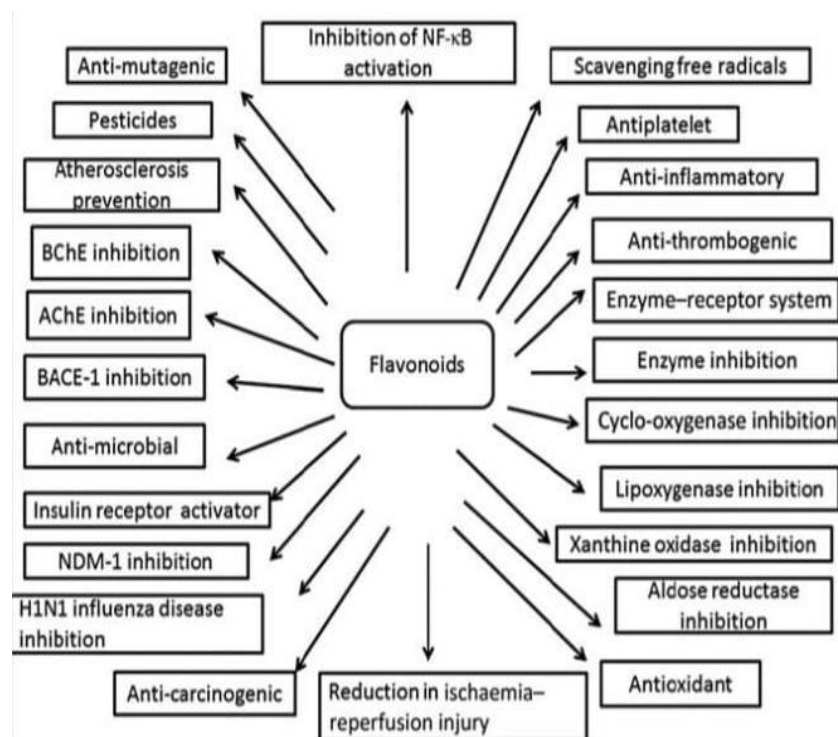 Inhibition of NF-κB
activation
Anti-mutagenic
Pesticides
Atherosclerosis
prevention
BChE inhibition
AChE inhibition
BACE-1 inhibition
Anti-microbial
Insulin receptor activator
NDM-1 inhibition
H1N1 influenza disease
inhibition
Anti-carcinogenic
Flavonoids
Scavenging free radicals
Antiplatelet
Anti-inflammatory
Anti-thrombogenic
Enzyme–receptor system
Enzyme inhibition
Cyclo-oxygenase inhibition
Lipoxygenase inhibition
Xanthine oxidase inhibition
Aldose reductase
inhibition
Antioxidant
Reduction in ischaemia–
reperfusion injury